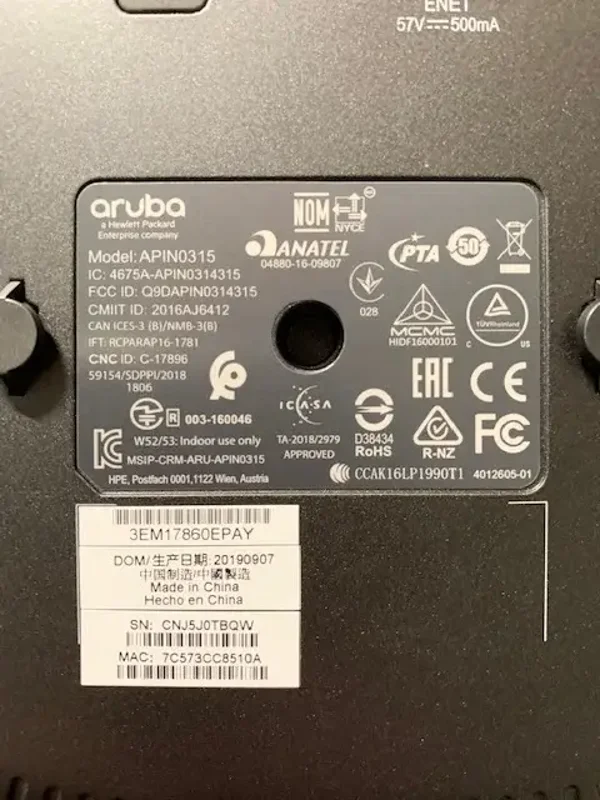 ENET
57V⎓500mA
aruba
a Hewlett Packard
Enterprise company
Model: APIN0315
IC: 4675A-APIN0314315
FCC ID: Q9DAPIN0314315
CMIIT ID: 2016AJ6412
CAN ICES-3 (B)/NMB-3(B)
IFT: RCPARAP16-1781
CNC ID: C-17896
59154/SDPPI/2018
1806
R 003-160046
W52/53: Indoor use only
MSIP-CRM-ARU-APIN0315
HPE, Postfach 0001,1122 Wien, Austria
NOM
NYCE
ANATEL
04880-16-09807
028
PTA
50
MCMC
HIDF16000101
TÜVRheinland
C US
ICASA
TA-2018/2979
APPROVED
D38434
RoHS
EAC
CE
R-NZ
FC
CCAK16LP1990T1
4012605-01
3EM17860EPAY
DOM/生产日期: 20190907
中国制造/中國製造
Made in China
Hecho en China
SN: CNJ5J0TBQW
MAC: 7C573CC8510A